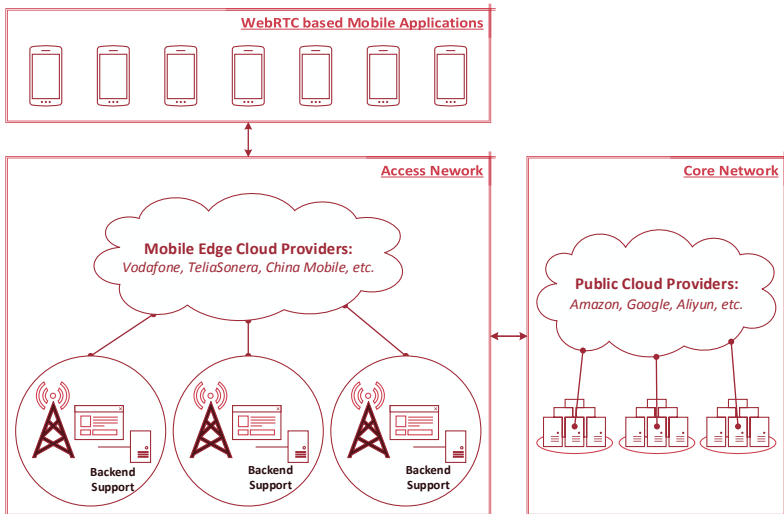 WebRTC based Mobile Applications
Access Nework
Core Network
Mobile Edge Cloud Providers:
Vodafone, TeliaSonera, China Mobile, etc.
Public Cloud Providers:
Amazon, Google, Aliyun, etc.
Backend
Support
Backend
Support
Backend
Support